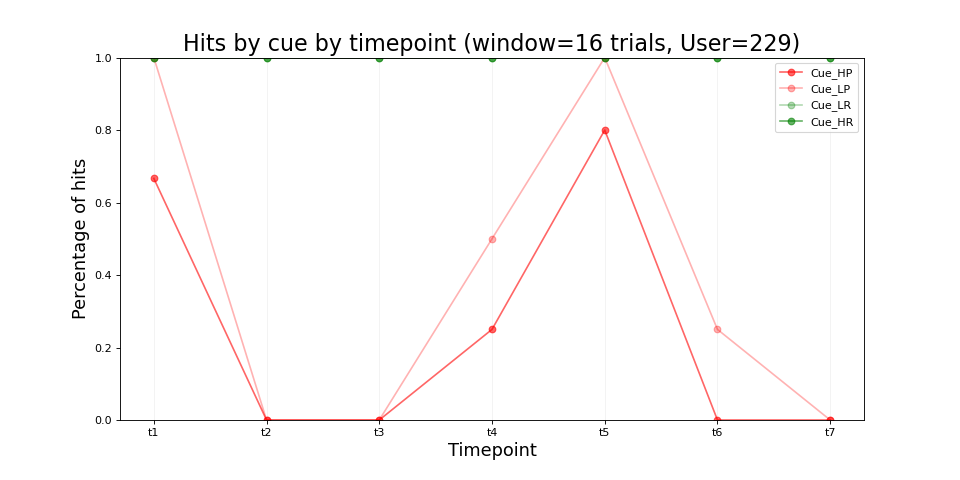 Hits by cue by timepoint (window=16 trials, User=229)
Percentage of hits
1.0
0.8
0.6
0.4
0.2
0.0
Cue_HP
Cue_LP
Cue_LR
Cue_HR
t1 t2 t3 t4 t5 t6 t7
Timepoint